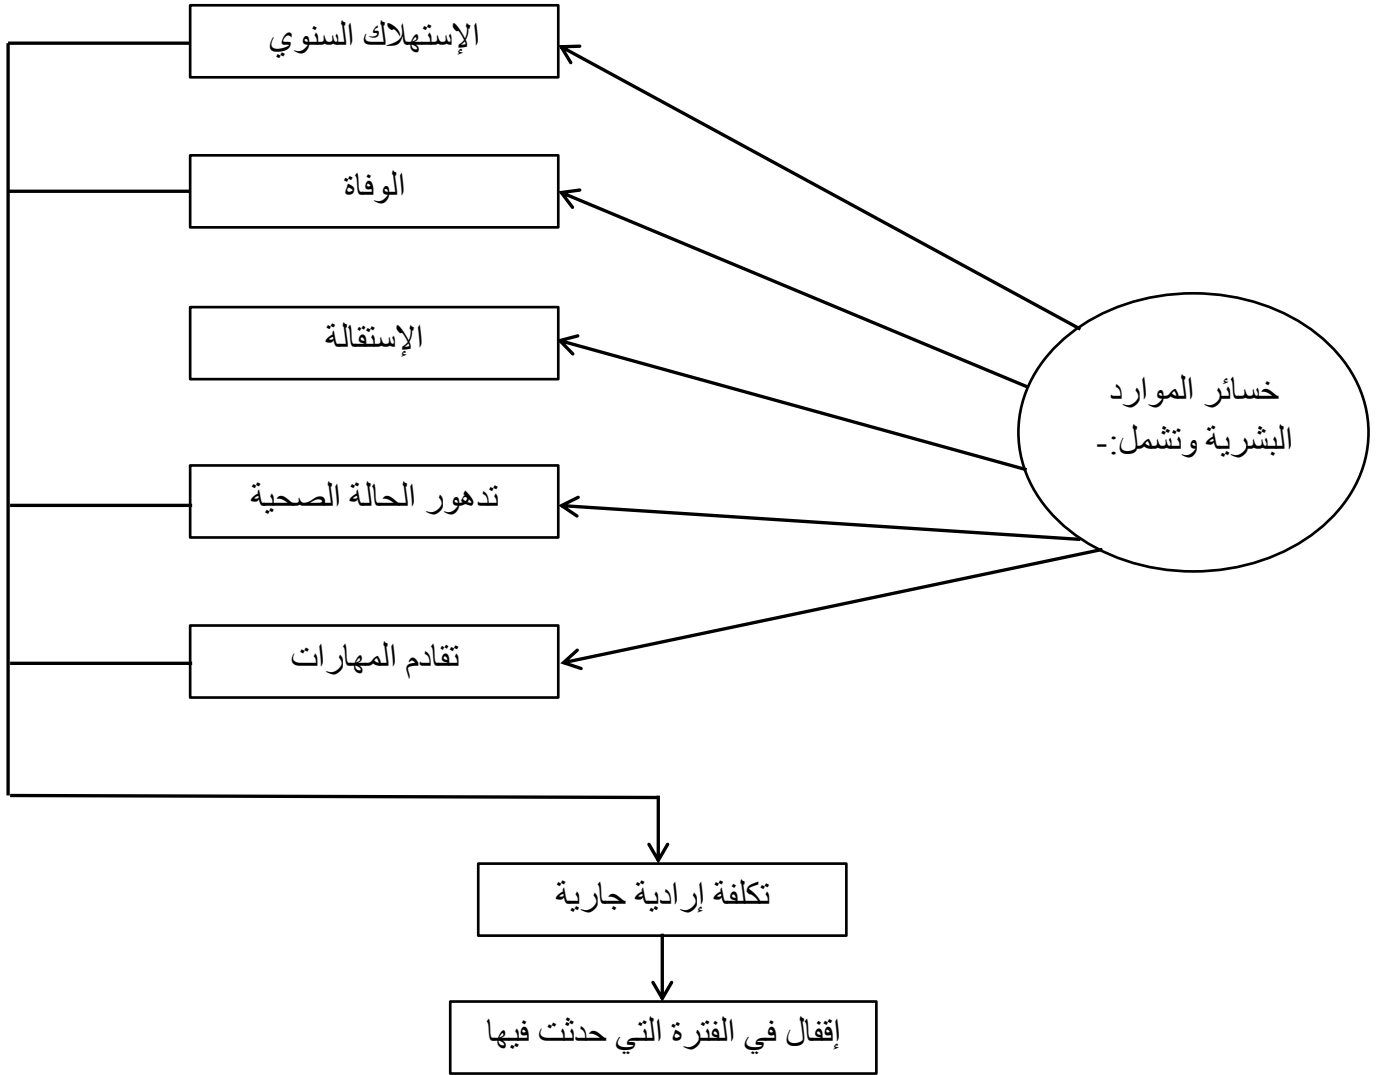 خسائر الموارد
البشرية وتشمل:-
الإستهلاك السنوي
الوفاة
الإستقالة
تدهور الحالة الصحية
تقادم المهارات
تكلفة إرادية جارية
إقفال في الفترة التي حدثت فيها